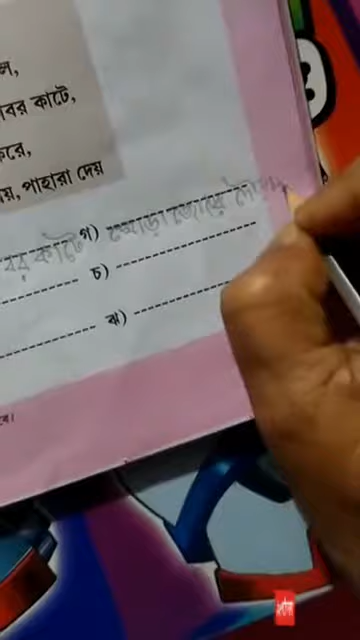 ল,
াবর কাটে,
করে,
য়, পাহারা দেয়
বর কাটে গ) ঘোড়া জোরে দৌড়
চ)
ঝ)